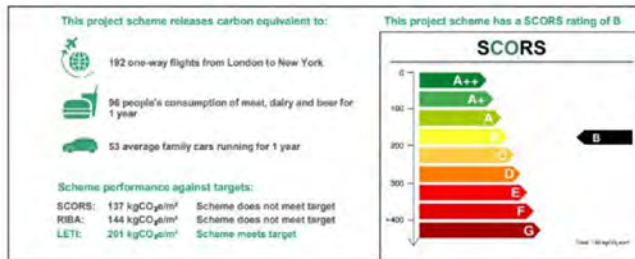 This project scheme releases carbon equivalent to:
192 one-way flights from London to New York
96 people's consumption of meat, dairy and beer for
1 year
53 average family cars running for 1 year
Scheme performance against targets:
SCORS: 137 kgCO₂e/m² Scheme does not meet target
RIBA: 144 kgCO₂e/m² Scheme does not meet target
LETI: 201 kgCO₂e/m² Scheme meets target
This project scheme has a SCORS rating of B
SCORS
0
A++
A+
100
A
B
B
200
C
D
300
E
F
G